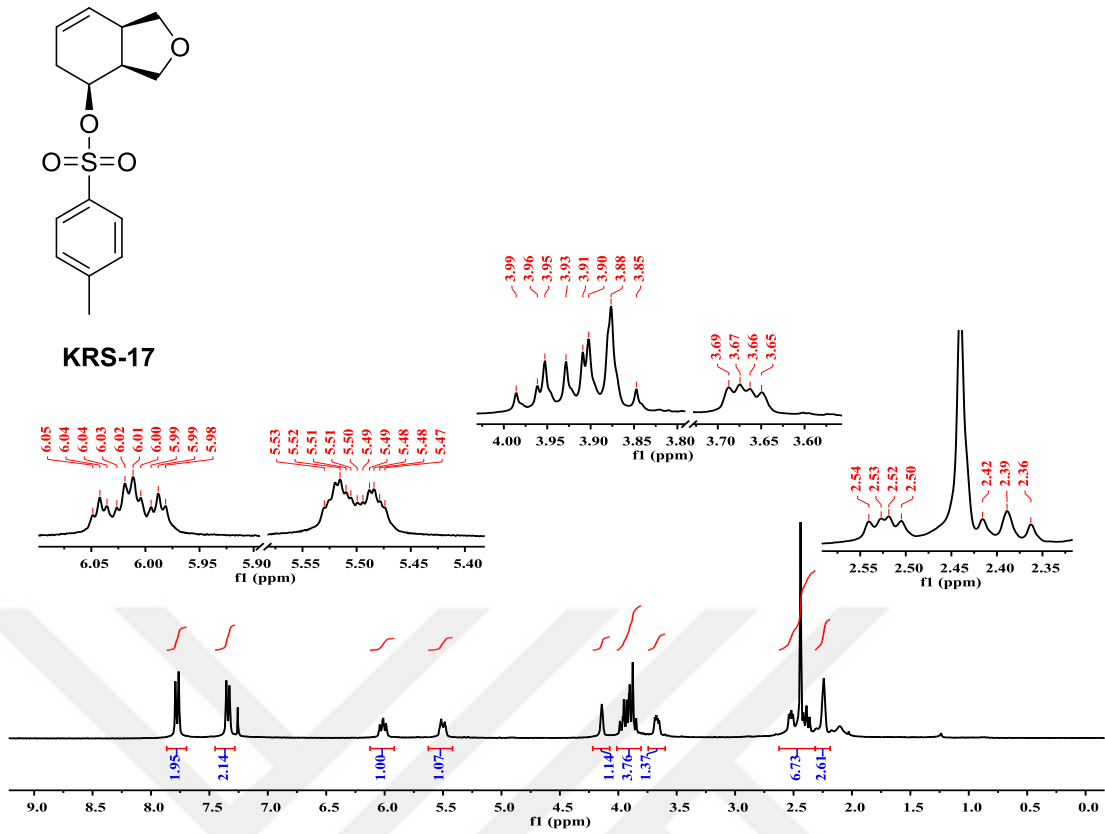 O
O
O=S=O
KRS-17
3.99 3.96 3.95 3.93 3.91 3.90 3.88 3.85
3.69 3.67 3.66 3.65
4.00 3.95 3.90 3.85 3.80 3.70 3.65 3.60
f1 (ppm)
6.05 6.04 6.04 6.03 6.02 6.01 6.00 5.99 5.99 5.98
5.53 5.52 5.51 5.51 5.50 5.49 5.49 5.48 5.48 5.47
6.05 6.00 5.95 5.90 5.55 5.50 5.45 5.40
f1 (ppm)
2.54 2.53 2.52 2.50 2.42 2.39 2.36
2.55 2.50 2.45 2.40 2.35
f1 (ppm)
1.95 2.14 1.00 1.07 1.14 3.76 1.37 6.73 2.61
9.0 8.5 8.0 7.5 7.0 6.5 6.0 5.5 5.0 4.5 4.0 3.5 3.0 2.5 2.0 1.5 1.0 0.5 0.0
f1 (ppm)